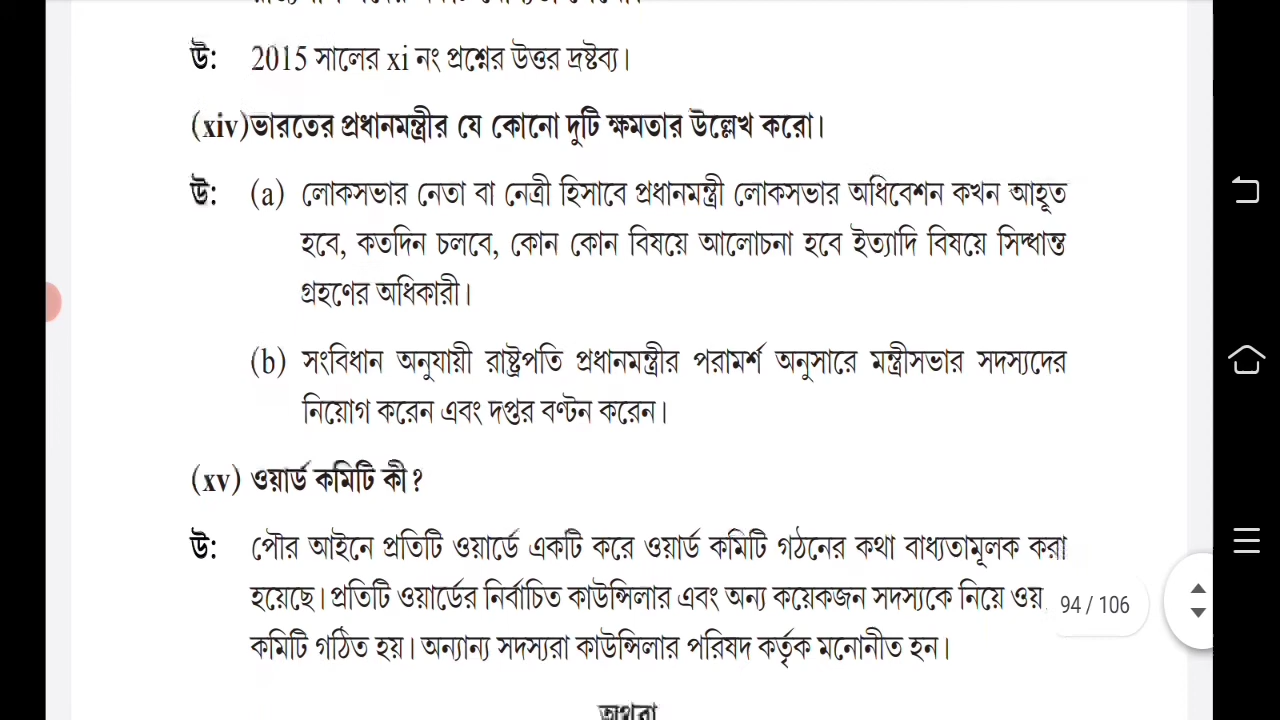 উ: 2015 সালের xi নং প্রশ্নের উত্তর দ্রষ্টব্য।
(xiv) ভারতের প্রধানমন্ত্রীর যে কোনো দুটি ক্ষমতার উল্লেখ করো।
উ: (a) লোকসভার নেতা বা নেত্রী হিসাবে প্রধানমন্ত্রী লোকসভার অধিবেশন কখন আহূত
হবে, কতদিন চলবে, কোন কোন বিষয়ে আলোচনা হবে ইত্যাদি বিষয়ে সিদ্ধান্ত
গ্রহণের অধিকারী।
(b) সংবিধান অনুযায়ী রাষ্ট্রপতি প্রধানমন্ত্রীর পরামর্শ অনুসারে মন্ত্রীসভার সদস্যদের
নিয়োগ করেন এবং দপ্তর বণ্টন করেন।
(xv) ওয়ার্ড কমিটি কী?
উ: পৌর আইনে প্রতিটি ওয়ার্ডে একটি করে ওয়ার্ড কমিটি গঠনের কথা বাধ্যতামূলক করা
হয়েছে। প্রতিটি ওয়ার্ডের নির্বাচিত কাউন্সিলার এবং অন্য কয়েকজন সদস্যকে নিয়ে
94 / 106
কমিটি গঠিত হয়। অন্যান্য সদস্যরা কাউন্সিলার পরিষদ কর্তৃক মনোনীত হন।
অথবা